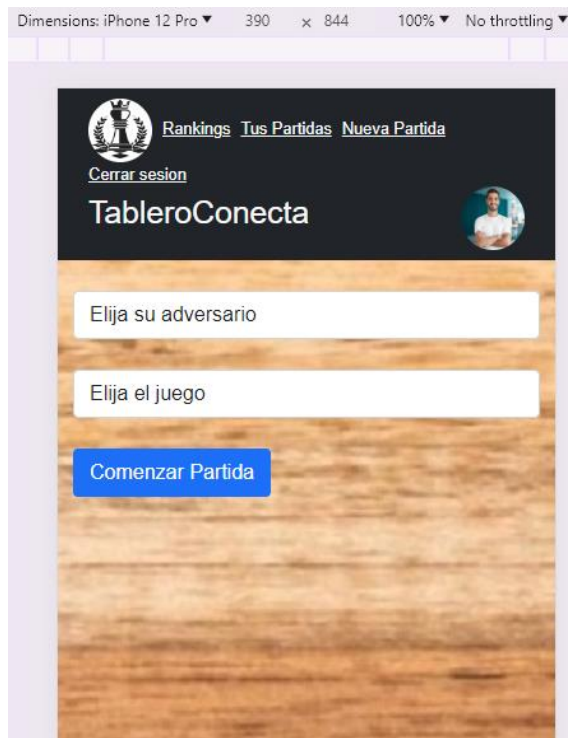 Dimensions: iPhone 12 Pro ▼ 390 × 844 100% ▼ No throttling ▼
Rankings Tus Partidas Nueva Partida
Cerrar sesion
TableroConecta
Elija su adversario
Elija el juego
Comenzar Partida